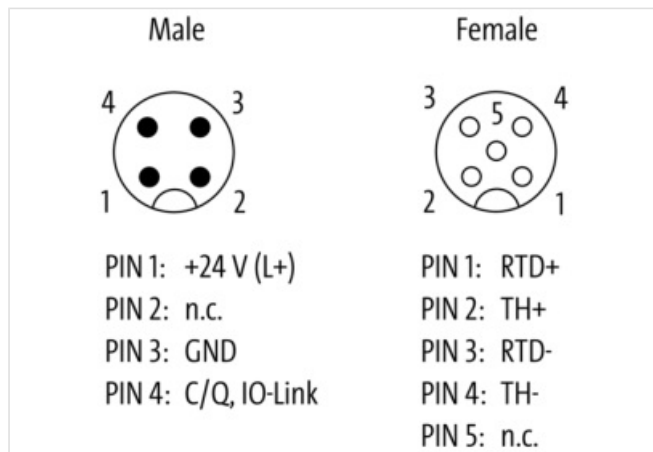 Male
4 3
1 2
PIN 1: +24 V (L+)
PIN 2: n.c.
PIN 3: GND
PIN 4: C/Q, IO-Link
Female
3 5 4
2 1
PIN 1: RTD+
PIN 2: TH+
PIN 3: RTD-
PIN 4: TH-
PIN 5: n.c.